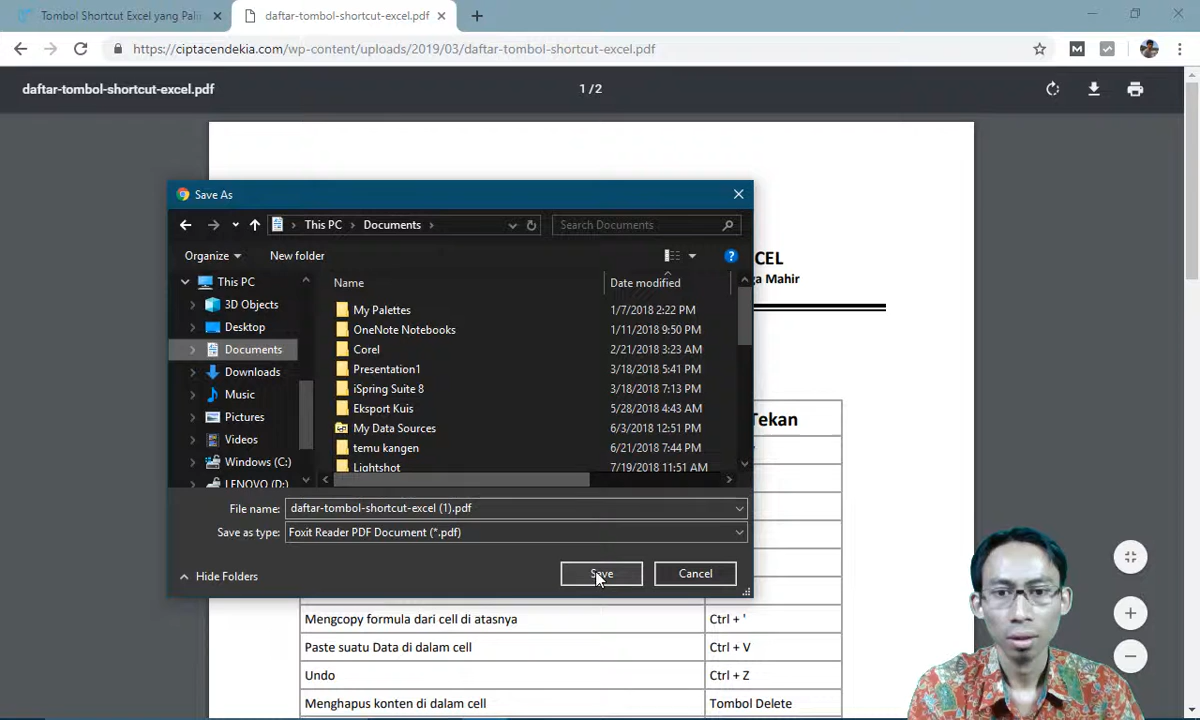 Tombol Shortcut Excel yang Pali
daftar-tombol-shortcut-excel.pdf
https://ciptacendekia.com/wp-content/uploads/2019/03/daftar-tombol-shortcut-excel.pdf
M
daftar-tombol-shortcut-excel.pdf
1 / 2
CEL
a Mahir
Save As
This PC
Documents
Search Documents
Organize
New folder
?
This PC
3D Objects
Desktop
Documents
Downloads
Music
Pictures
Videos
Windows (C:)
LENOVO (D:)
Name Date modified
My Palettes 1/7/2018 2:22 PM
OneNote Notebooks 1/11/2018 9:50 PM
Corel 2/21/2018 3:23 AM
Presentation1 3/18/2018 5:41 PM
iSpring Suite 8 3/18/2018 7:13 PM
Eksport Kuis 5/28/2018 4:43 AM
My Data Sources 6/3/2018 12:51 PM
temu kangen 6/21/2018 7:44 PM
Lightshot 7/19/2018 11:51 AM
File name: daftar-tombol-shortcut-excel (1).pdf
Save as type: Foxit Reader PDF Document (*.pdf)
Hide Folders
Save
Cancel
Tekan
Mengcopy formula dari cell di atasnya Ctrl + '
Paste suatu Data di dalam cell Ctrl + V
Undo Ctrl + Z
Menghapus konten di dalam cell Tombol Delete